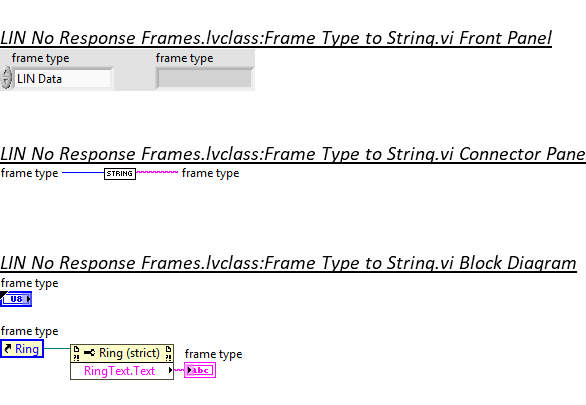 LIN No Response Frames.lvclass:Frame Type to String.vi Front Panel
frame type frame type
LIN Data
LIN No Response Frames.lvclass:Frame Type to String.vi Connector Pane
frame type STRING frame type
LIN No Response Frames.lvclass:Frame Type to String.vi Block Diagram
frame type
U8
frame type
Ring
?! Ring (strict) ?!
frame type
RingText.Text
abc